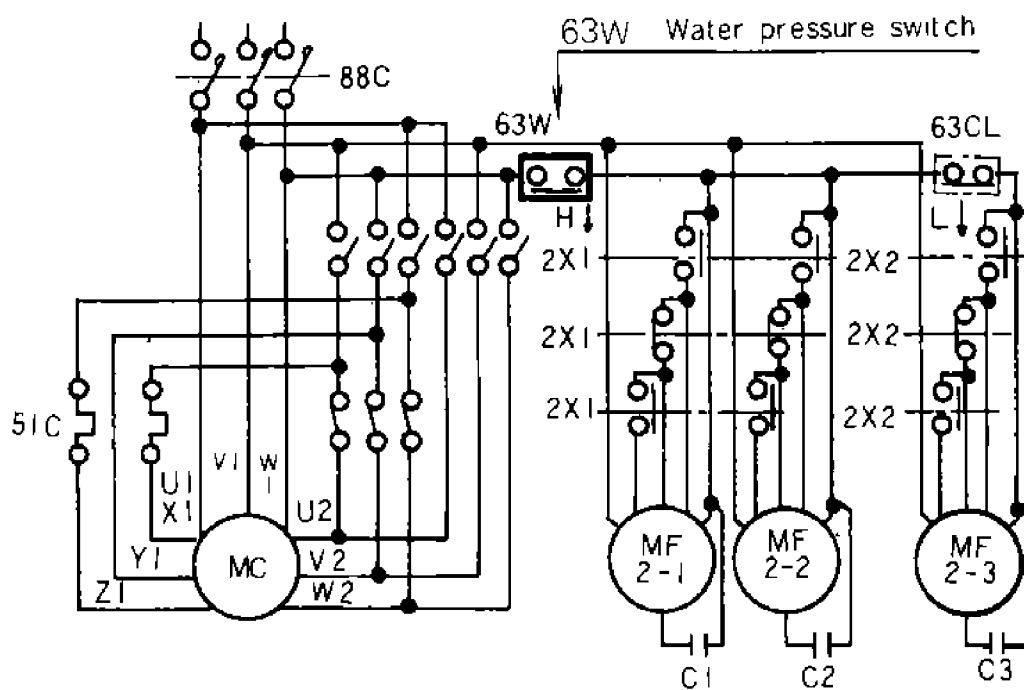 63W Water pressure switch
88C
63W
63CL
H
L
2X1
2X2
2X1
2X2
2X1
2X2
51C
V1
W1
U1
X1
U2
Y1
MC
V2
Z1
W2
MF
2-1
MF
2-2
MF
2-3
C1
C2
C3